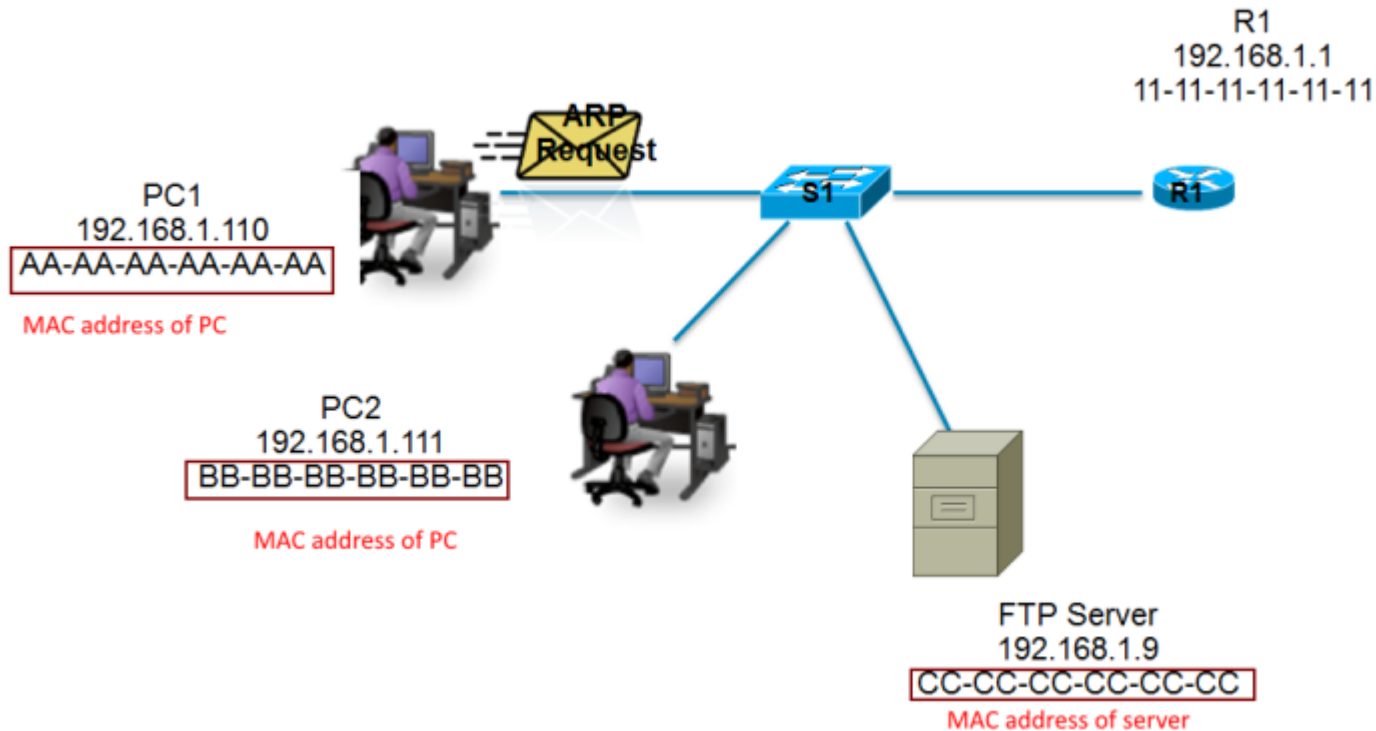 R1
192.168.1.1
11-11-11-11-11-11
ARP
Request
S1
R1
PC1
192.168.1.110
AA-AA-AA-AA-AA-AA
MAC address of PC
PC2
192.168.1.111
BB-BB-BB-BB-BB-BB
MAC address of PC
FTP Server
192.168.1.9
CC-CC-CC-CC-CC-CC
MAC address of server